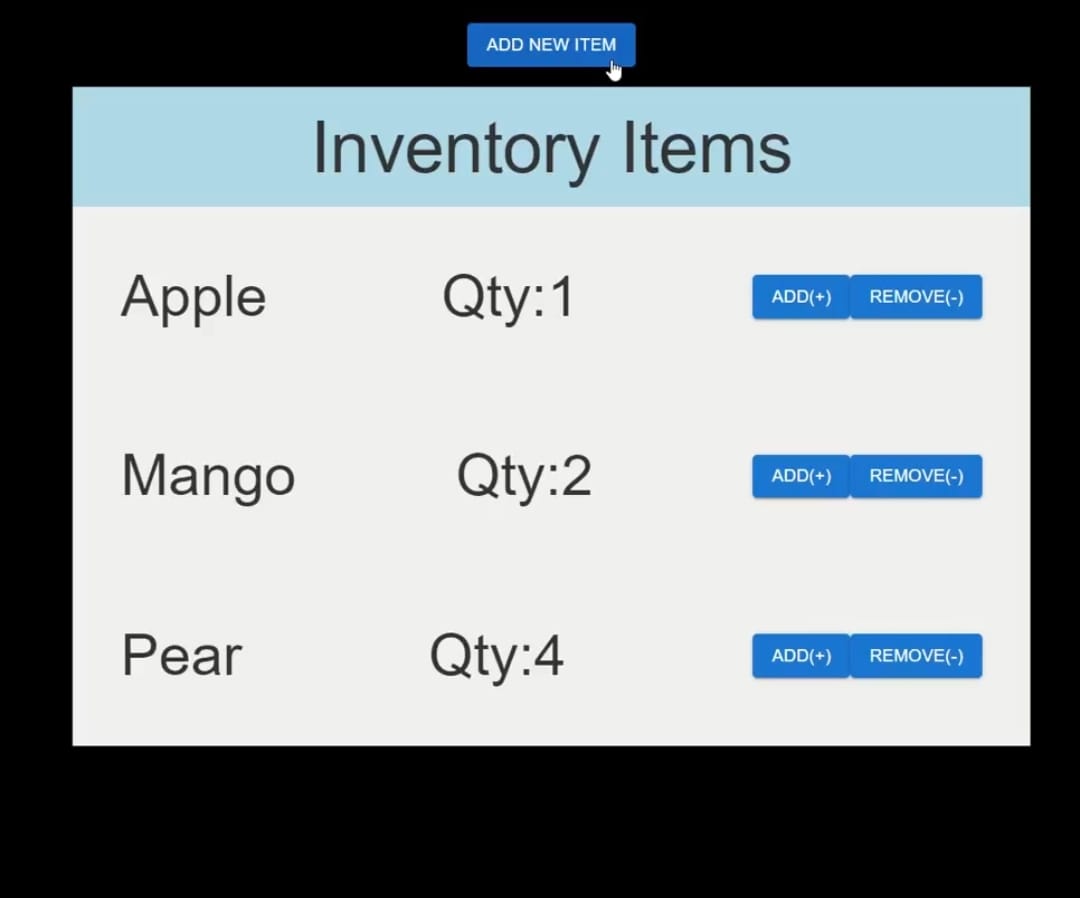 ADD NEW ITEM
Inventory Items
Apple Qty:1 ADD(+) REMOVE(-)
Mango Qty:2 ADD(+) REMOVE(-)
Pear Qty:4 ADD(+) REMOVE(-)